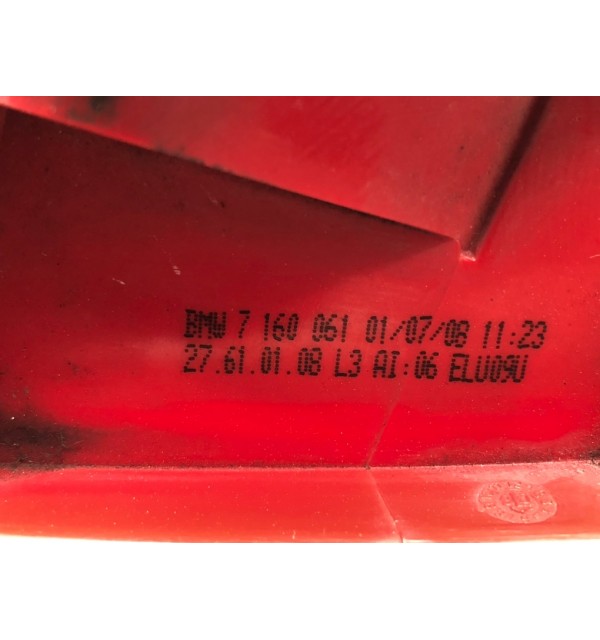 BMW 7 160 061 01/07/08 11:23
27.61.01.08 L3 AI:06 ELU09U